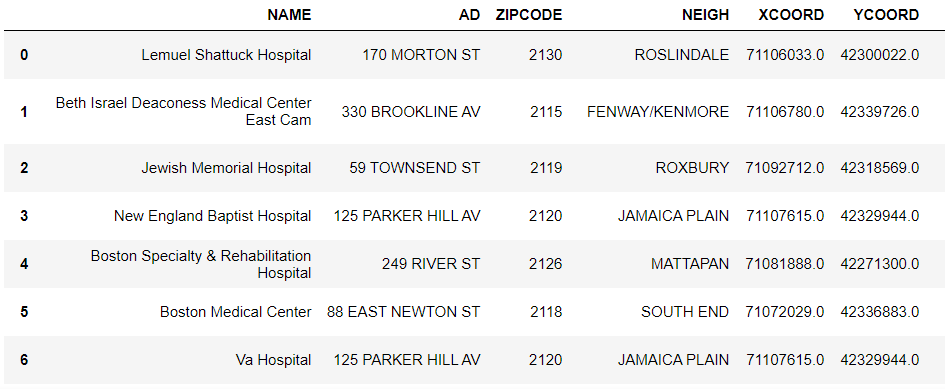 NAME AD ZIPCODE NEIGH XCOORD YCOORD
0 Lemuel Shattuck Hospital 170 MORTON ST 2130 ROSLINDALE 71106033.0 42300022.0
1 Beth Israel Deaconess Medical Center East Cam 330 BROOKLINE AV 2115 FENWAY/KENMORE 71106780.0 42339726.0
2 Jewish Memorial Hospital 59 TOWNSEND ST 2119 ROXBURY 71092712.0 42318569.0
3 New England Baptist Hospital 125 PARKER HILL AV 2120 JAMAICA PLAIN 71107615.0 42329944.0
4 Boston Specialty & Rehabilitation Hospital 249 RIVER ST 2126 MATTAPAN 71081888.0 42271300.0
5 Boston Medical Center 88 EAST NEWTON ST 2118 SOUTH END 71072029.0 42336883.0
6 Va Hospital 125 PARKER HILL AV 2120 JAMAICA PLAIN 71107615.0 42329944.0